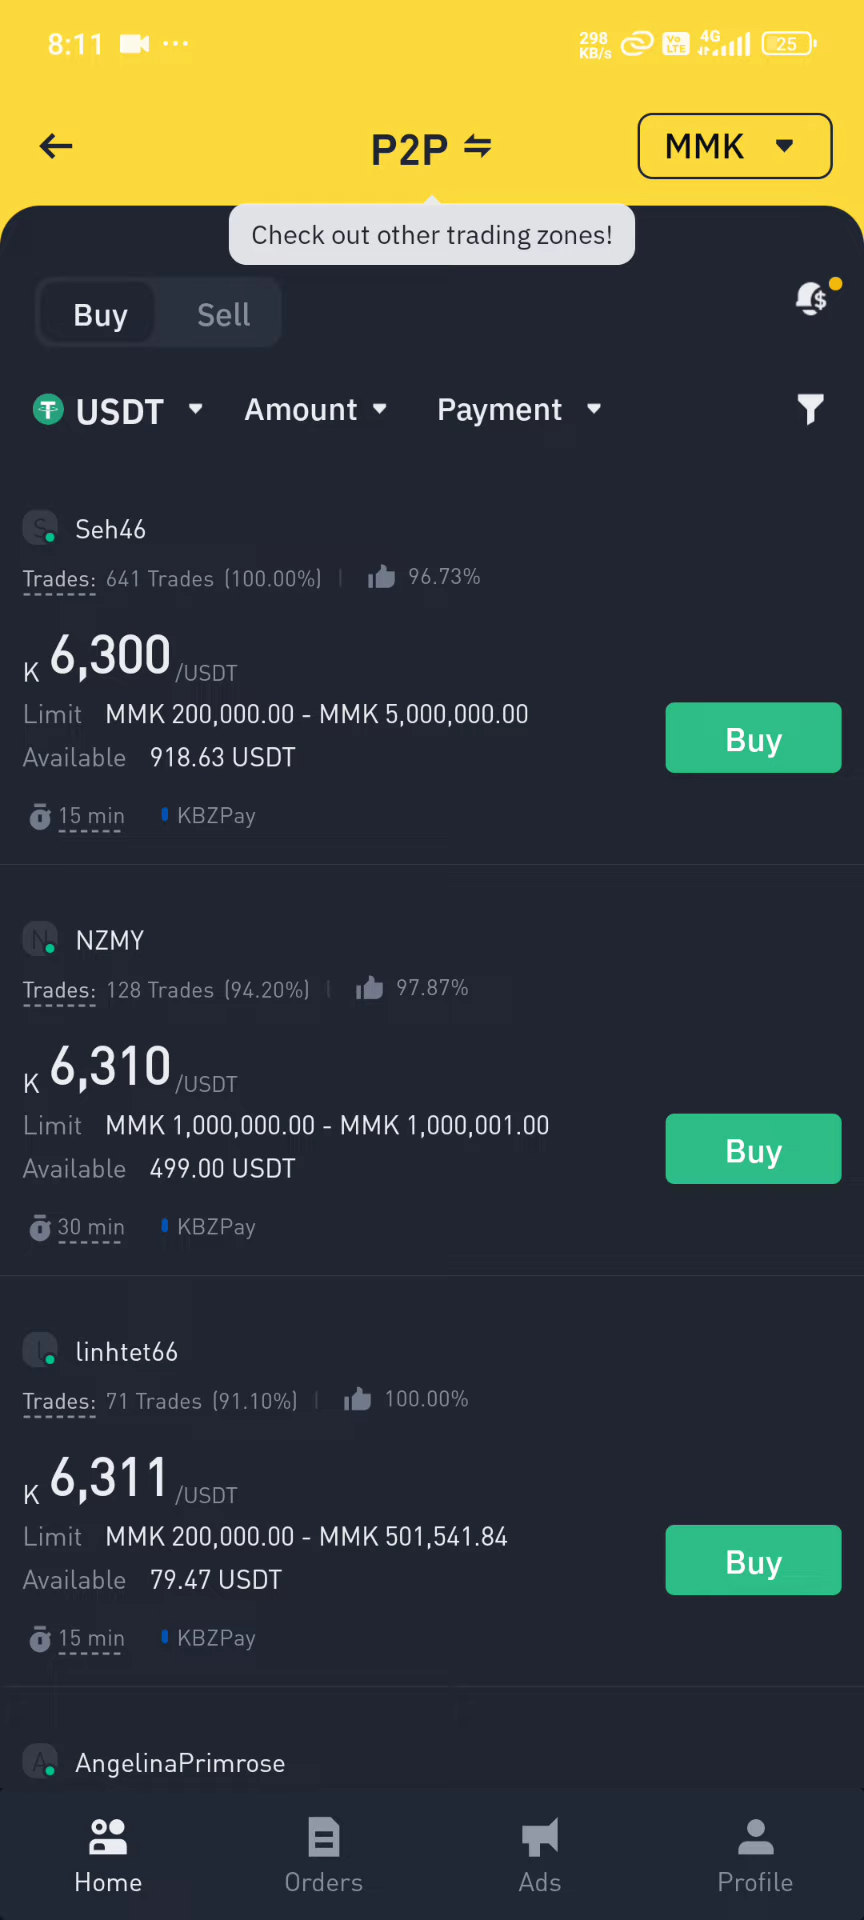 8:11
298 KB/s
Vo LTE
4G
25
P2P
MMK
Check out other trading zones!
Buy
Sell
USDT
Amount
Payment
S
Seh46
Trades: 641 Trades (100.00%) | 96.73%
K 6,300 /USDT
Limit MMK 200,000.00 - MMK 5,000,000.00
Available 918.63 USDT
Buy
15 min
KBZPay
N
NZMY
Trades: 128 Trades (94.20%) | 97.87%
K 6,310 /USDT
Limit MMK 1,000,000.00 - MMK 1,000,001.00
Available 499.00 USDT
Buy
30 min
KBZPay
linhtet66
Trades: 71 Trades (91.10%) | 100.00%
K 6,311 /USDT
Limit MMK 200,000.00 - MMK 501,541.84
Available 79.47 USDT
Buy
15 min
KBZPay
A
AngelinaPrimrose
Home
Orders
Ads
Profile